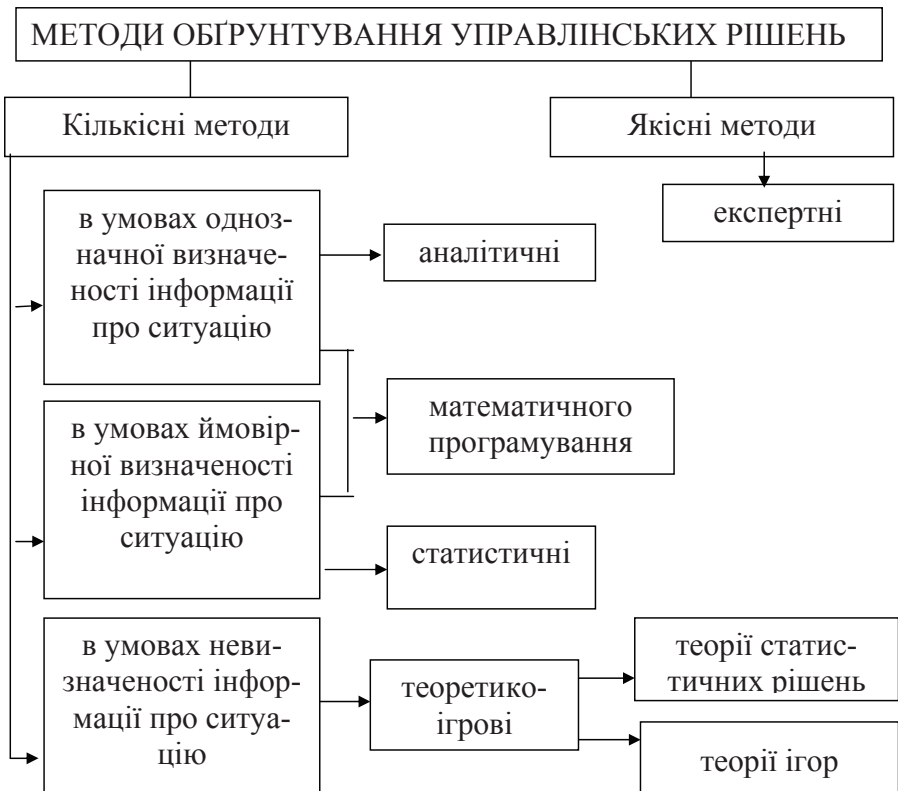 МЕТОДИ ОБҐРУНТУВАННЯ УПРАВЛІНСЬКИХ РІШЕНЬ
Кількісні методи
Якісні методи
експертні
в умовах одноз-
начної визначе-
ності інформації
про ситуацію
аналітичні
математичного
програмування
в умовах ймовір-
ної визначеності
інформації про
ситуацію
статистичні
в умовах неви-
значеності інфор-
мації про ситуа-
цію
теоретико-
ігрові
теорії статис-
тичних рішень
теорії ігор